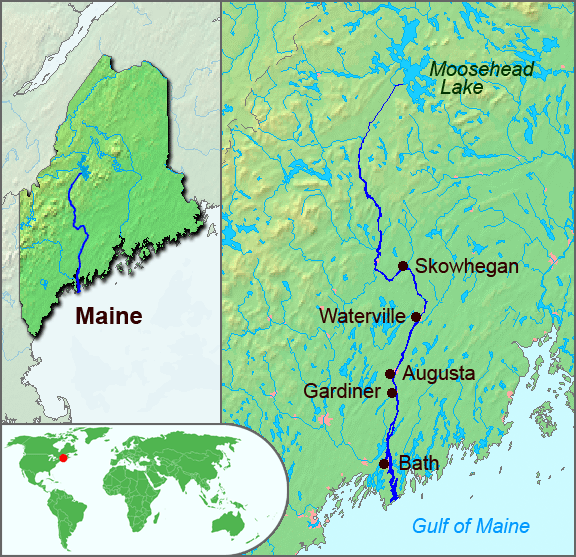 Moosehead
Lake
Skowhegan
Waterville
Augusta
Gardiner
Bath
Gulf of Maine
Maine